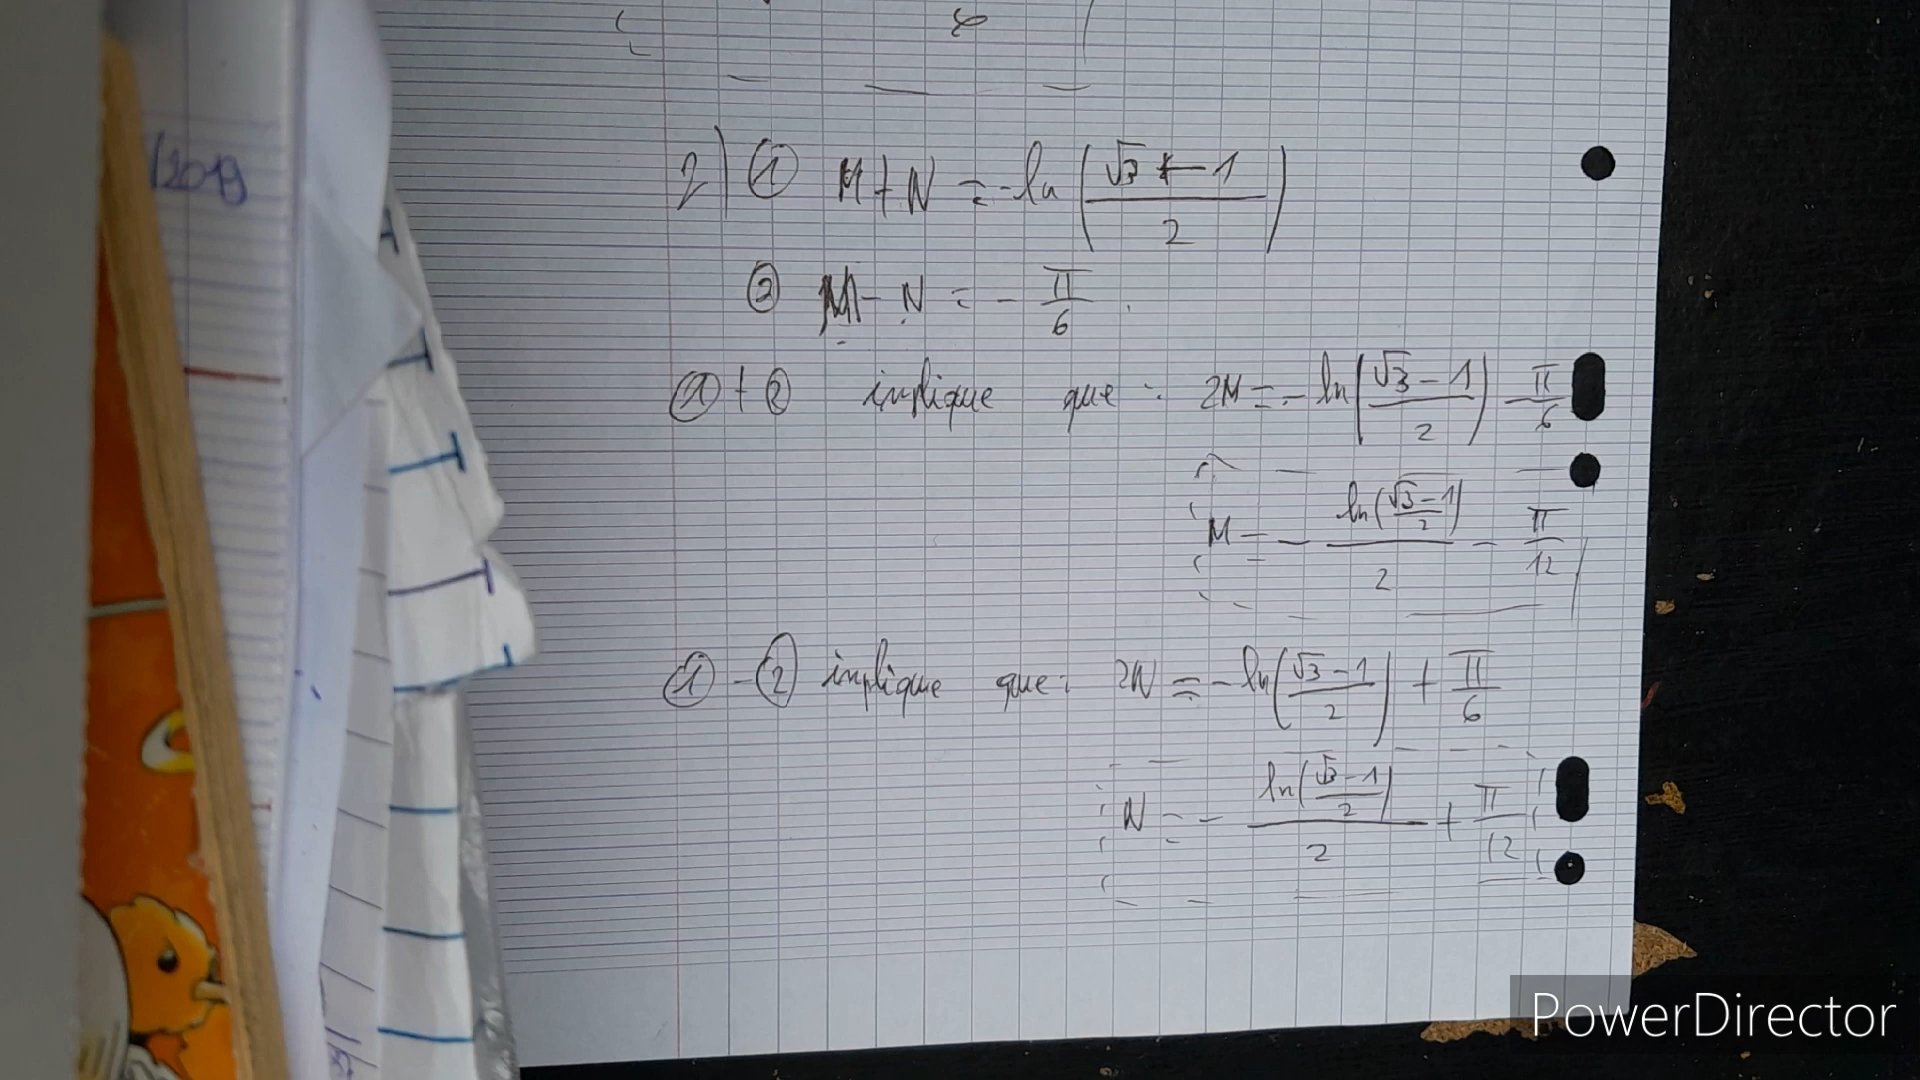 /2019
2) ① M + N = - ln((√3 - 1)/2)
② M - N = - π/6.
① + ② implique que : 2M = - ln((√3 - 1)/2) - π/6
M = - ln((√3 - 1)/2)/2 - π/12
① - ② implique que : 2N = - ln((√3 - 1)/2) + π/6
N = - ln((√3 - 1)/2)/2 + π/12
PowerDirector